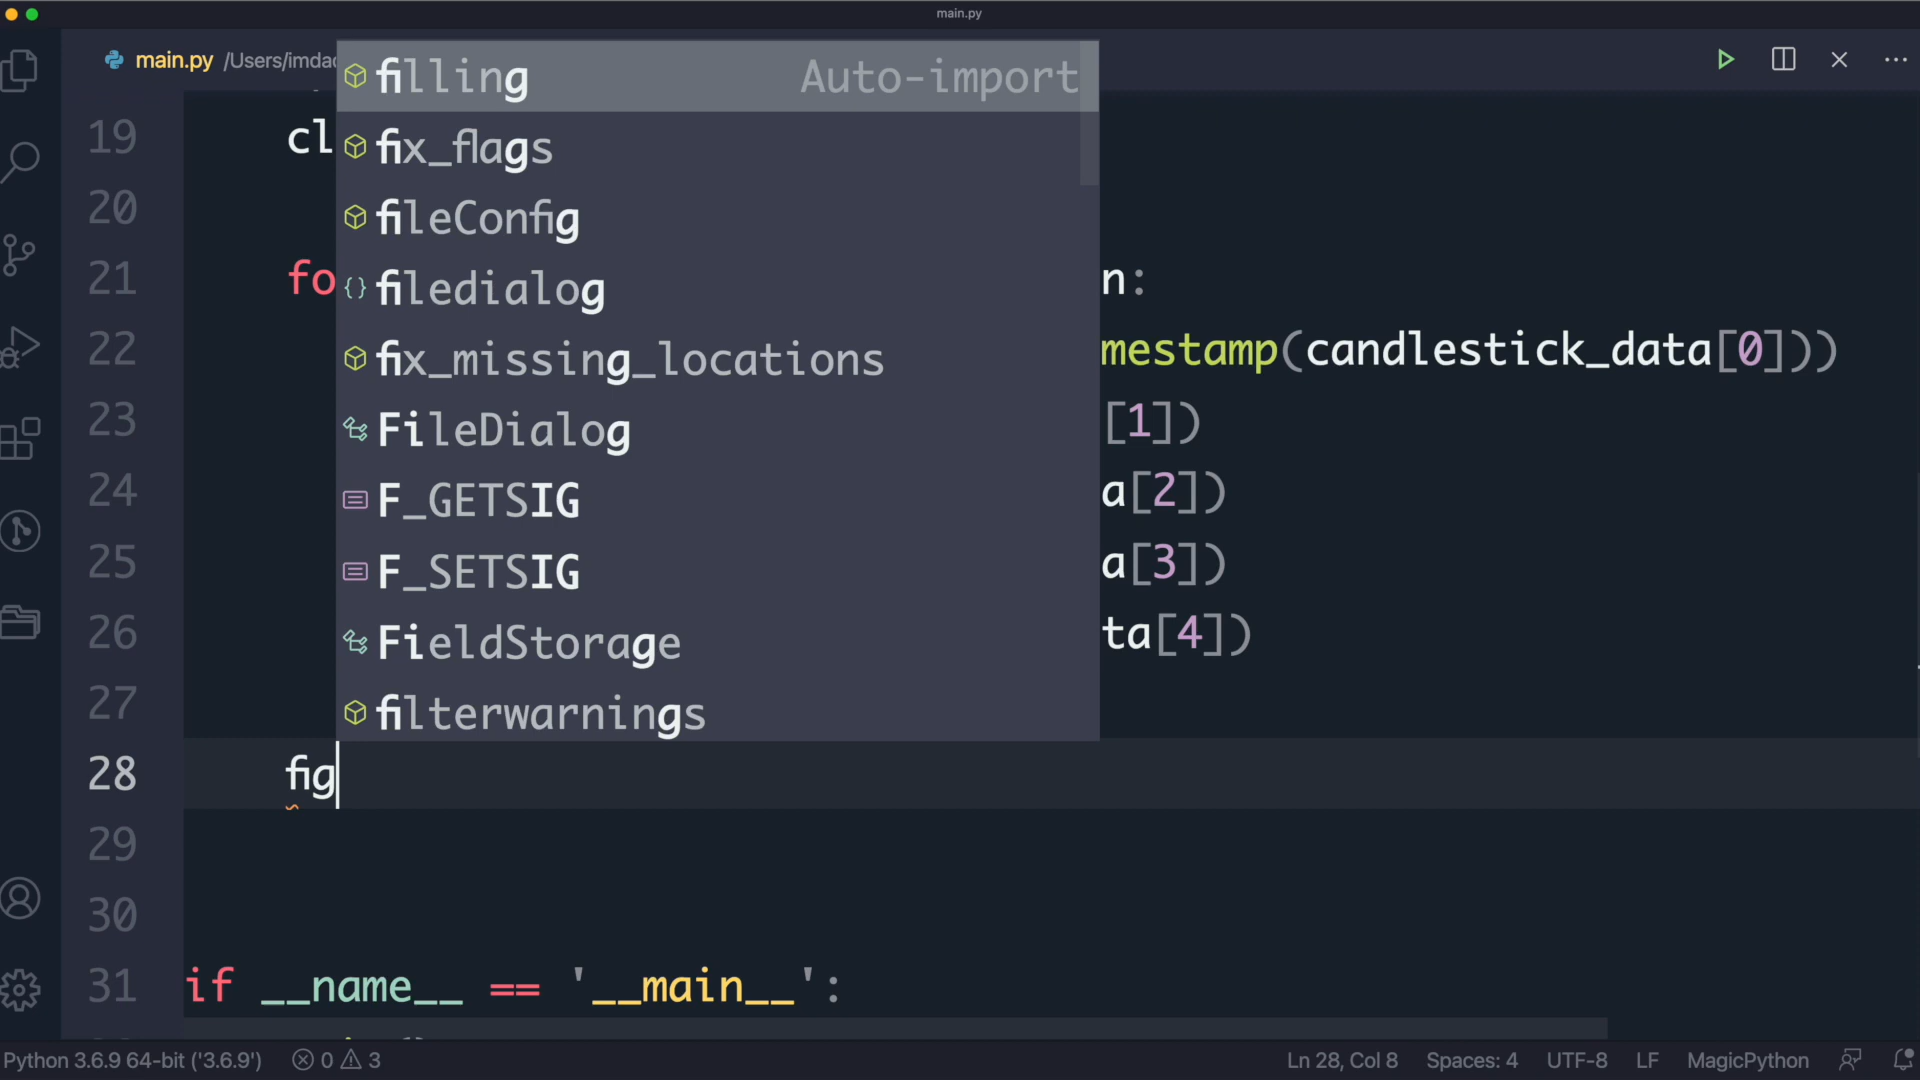 main.py
main.py /Users/imdac
filling Auto-import
fix_flags
fileConfig
filedialog
fix_missing_locations
FileDialog
F_GETSIG
F_SETSIG
FieldStorage
filterwarnings
19 cl
20
21 fo n:
22 mestamp(candlestick_data[0]))
23 [1])
24 a[2])
25 a[3])
26 ta[4])
27
28 fig
29
30
31 if __name__ == '__main__':
Python 3.6.9 64-bit ('3.6.9') 0 3 Ln 28, Col 8 Spaces: 4 UTF-8 LF MagicPython